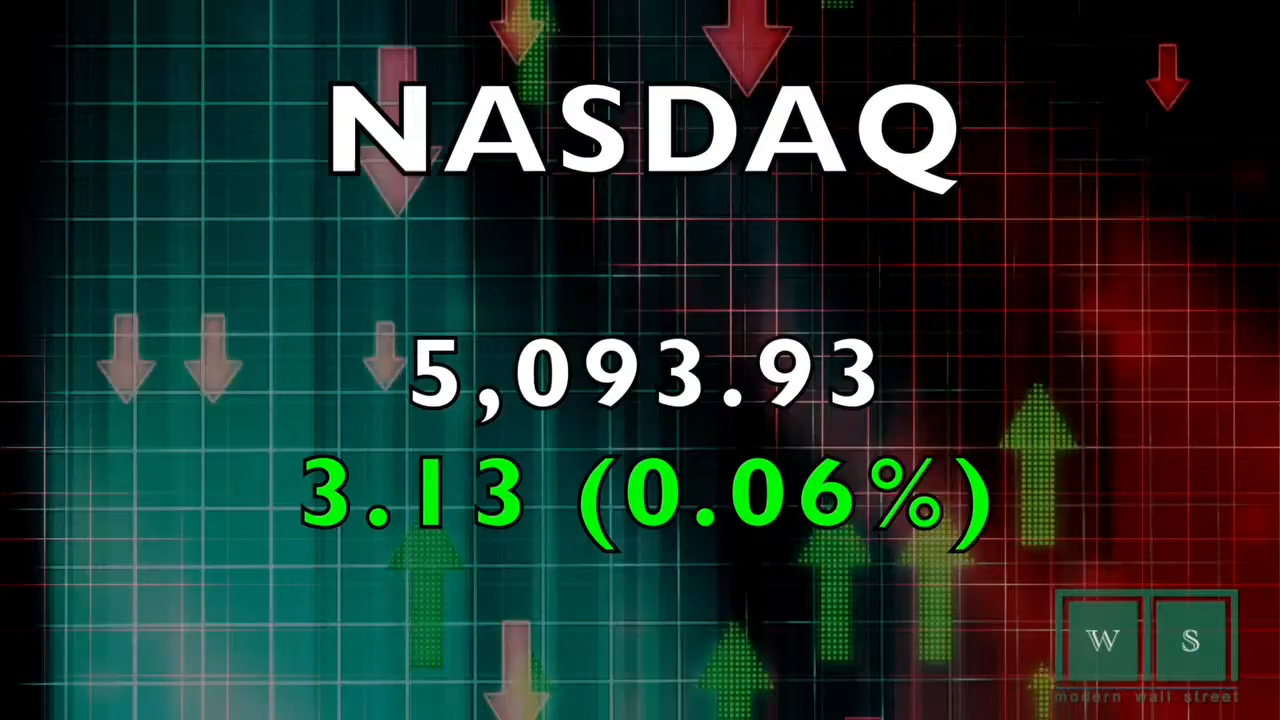 NASDAQ
5,093.93
3.13 (0.06%)
W S
modern wall street